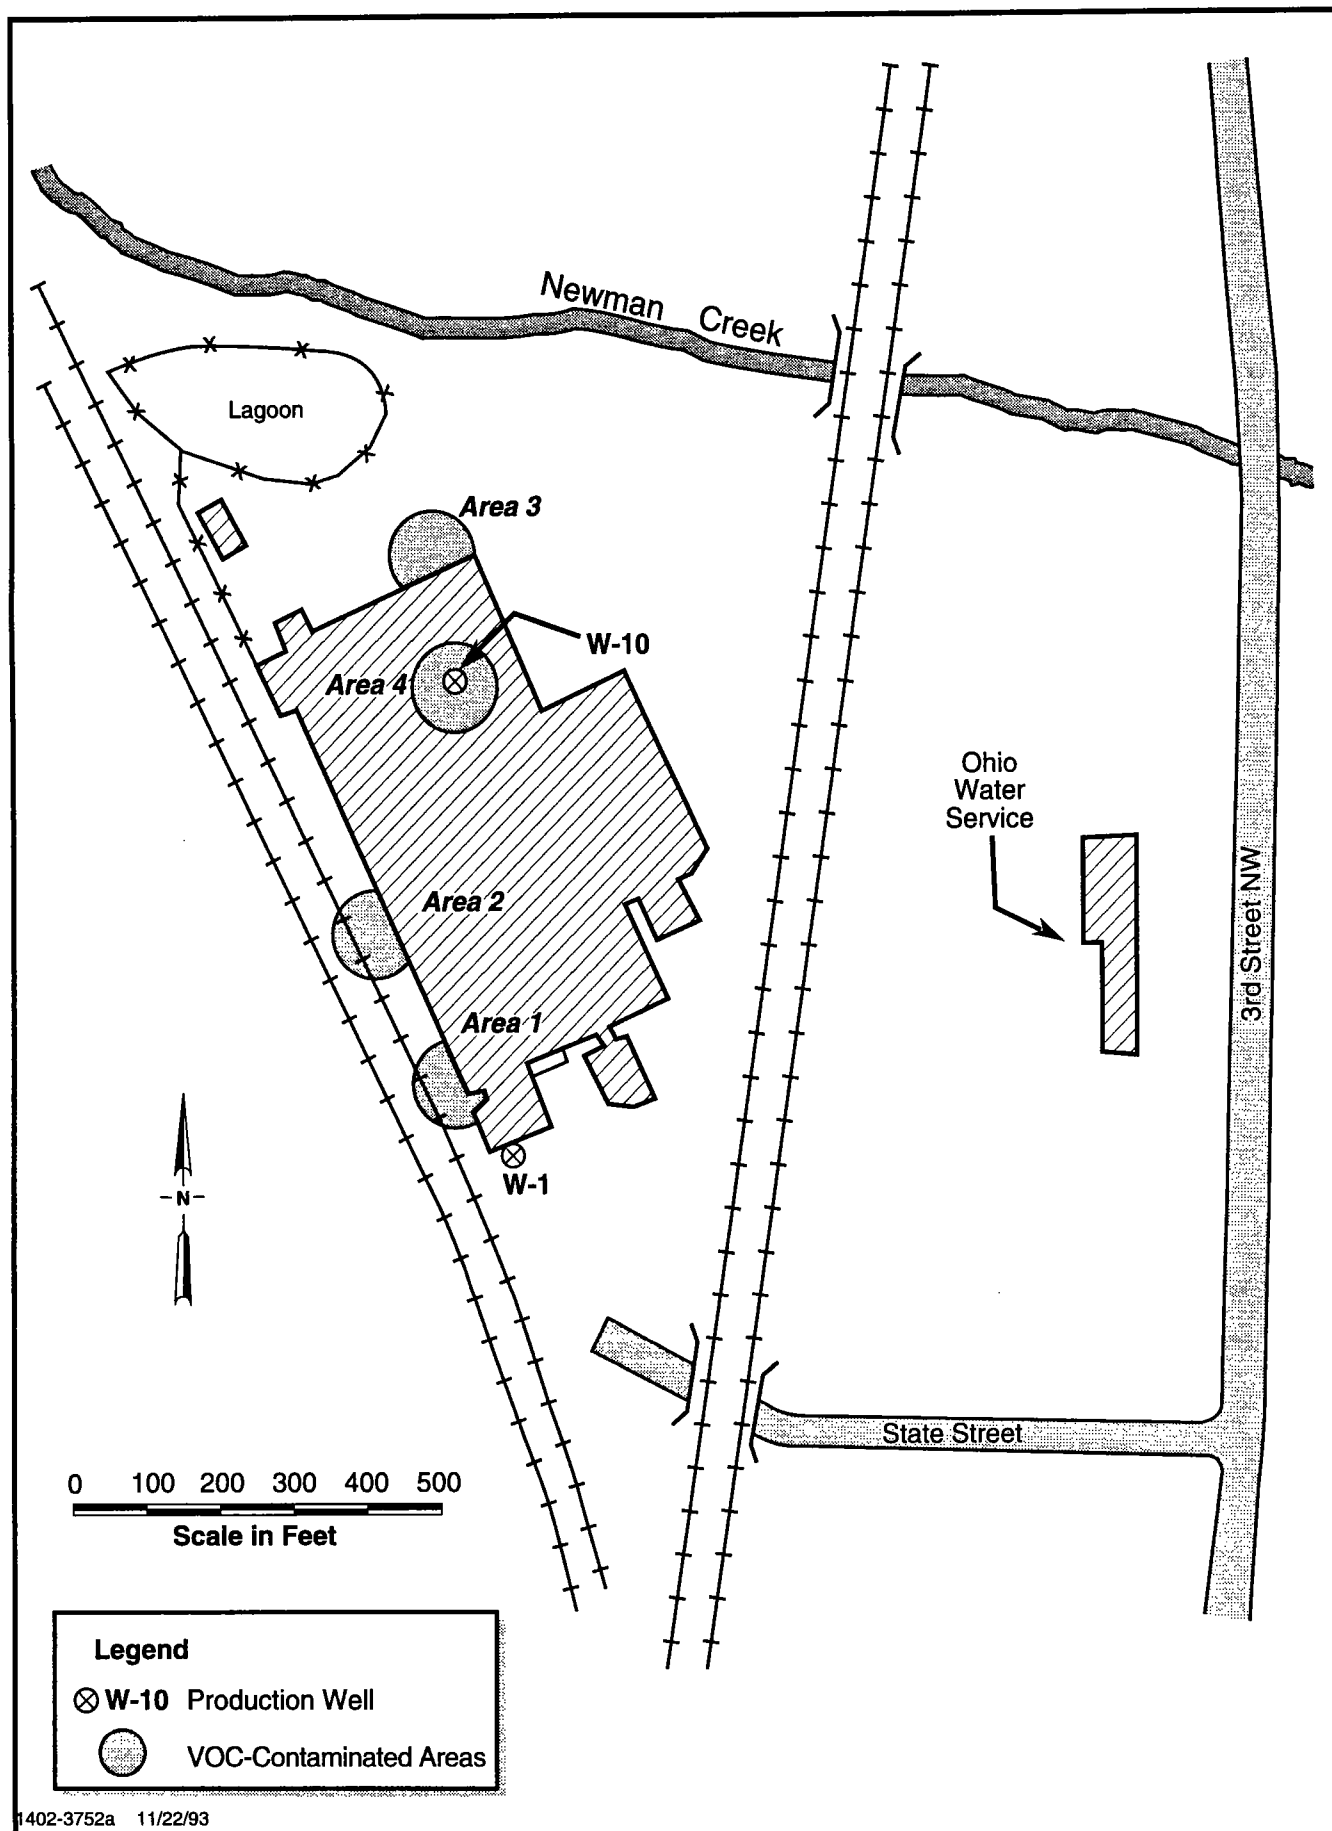 Newman Creek
Lagoon
Area 3
W-10
Area 4
Ohio
Water
Service
Area 2
3rd Street NW
Area 1
W-1
N
State Street
0 100 200 300 400 500
Scale in Feet
Legend
W-10 Production Well
VOC-Contaminated Areas
1402-3752a 11/22/93